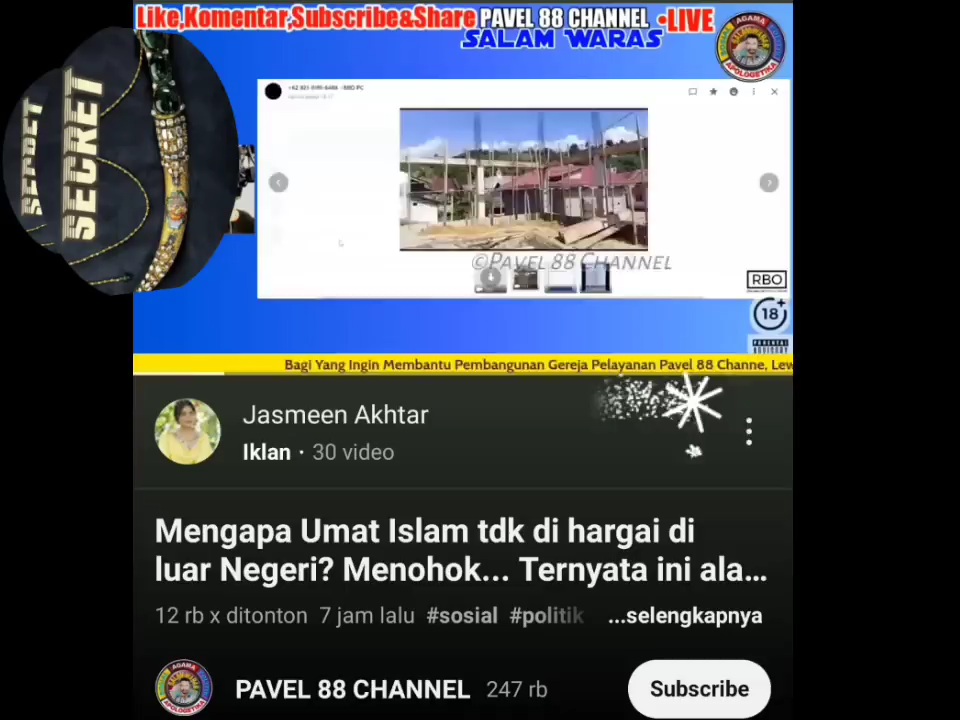 Like,Komentar,Subscribe&Share PAVEL 88 CHANNEL •LIVE
SALAM WARAS
AGAMA
APOLOGETIKA
SECRET
SECRET
©PAVEL 88 CHANNEL
RBO
18+
PARENTAL
Bagi Yang Ingin Membantu Pembangunan Gereja Pelayanan Pavel 88 Channe, Lew
Jasmeen Akhtar
Iklan · 30 video
Mengapa Umat Islam tdk di hargai di
luar Negeri? Menohok... Ternyata ini ala...
12 rb x ditonton 7 jam lalu #sosial #politik ...selengkapnya
AGAMA
APOLOGETIKA
PAVEL 88 CHANNEL 247 rb
Subscribe